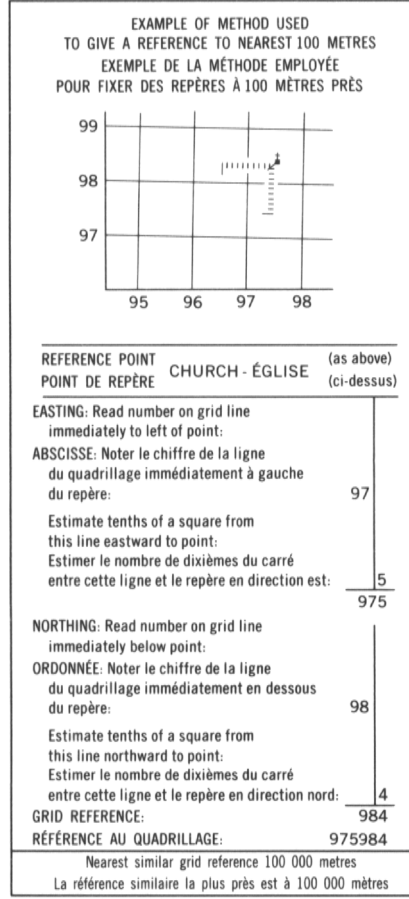 EXAMPLE OF METHOD USED
TO GIVE A REFERENCE TO NEAREST 100 METRES
EXEMPLE DE LA MÉTHODE EMPLOYÉE
POUR FIXER DES REPÈRES À 100 MÈTRES PRÈS
99
98
97
95 96 97 98
REFERENCE POINT
POINT DE REPÈRE
CHURCH - ÉGLISE
(as above)
(ci-dessus)
EASTING: Read number on grid line
immediately to left of point:
ABSCISSE: Noter le chiffre de la ligne
du quadrillage immédiatement à gauche
du repère: 97
Estimate tenths of a square from
this line eastward to point:
Estimer le nombre de dixièmes du carré
entre cette ligne et le repère en direction est: 5
975
NORTHING: Read number on grid line
immediately below point:
ORDONNÉE: Noter le chiffre de la ligne
du quadrillage immédiatement en dessous
du repère: 98
Estimate tenths of a square from
this line northward to point:
Estimer le nombre de dixièmes du carré
entre cette ligne et le repère en direction nord: 4
GRID REFERENCE: 984
RÉFÉRENCE AU QUADRILLAGE: 975984
Nearest similar grid reference 100 000 metres
La référence similaire la plus près est à 100 000 mètres